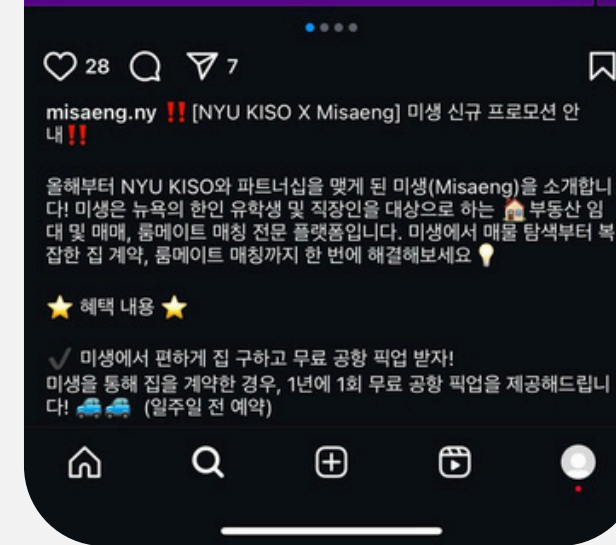 28 7
misaeng.ny ‼️ [NYU KISO X Misaeng] 미생 신규 프로모션 안
내‼️
올해부터 NYU KISO와 파트너십을 맺게 된 미생(Misaeng)을 소개합니
다! 미생은 뉴욕의 한인 유학생 및 직장인을 대상으로 하는 🏠부동산 임
대 및 매매, 룸메이트 매칭 전문 플랫폼입니다. 미생에서 매물 탐색부터 복
잡한 집 계약, 룸메이트 매칭까지 한 번에 해결해보세요 💡
⭐ 혜택 내용 ⭐
✔️ 미생에서 편하게 집 구하고 무료 공항 픽업 받자!
미생을 통해 집을 계약한 경우, 1년에 1회 무료 공항 픽업을 제공해드립니
다! 🚙🚙 (일주일 전 예약)